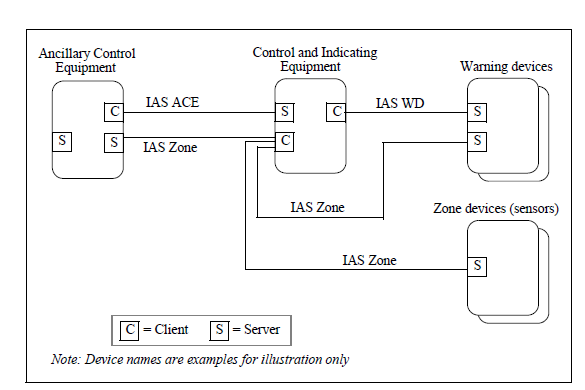 Ancillary Control
Equipment
Control and Indicating
Equipment
Warning devices
C
IAS ACE
S
C
IAS WD
S
S
S
IAS Zone
C
S
IAS Zone
Zone devices (sensors)
IAS Zone
S
C = Client
S = Server
Note: Device names are examples for illustration only